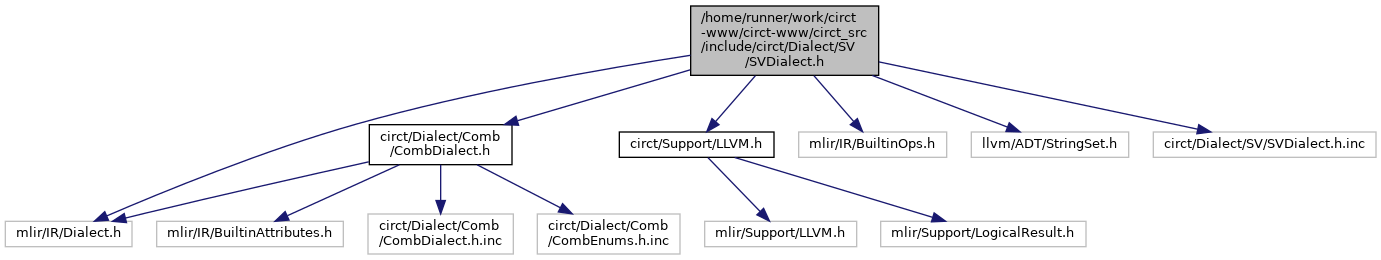 /home/runner/work/circt
-www/circt-www/circt_src
/include/circt/Dialect/SV
/SVDialect.h
circt/Dialect/Comb
/CombDialect.h
circt/Support/LLVM.h
mlir/IR/BuiltinOps.h
llvm/ADT/StringSet.h
circt/Dialect/SV/SVDialect.h.inc
mlir/IR/Dialect.h
mlir/IR/BuiltinAttributes.h
circt/Dialect/Comb
/CombDialect.h.inc
circt/Dialect/Comb
/CombEnums.h.inc
mlir/Support/LLVM.h
mlir/Support/LogicalResult.h